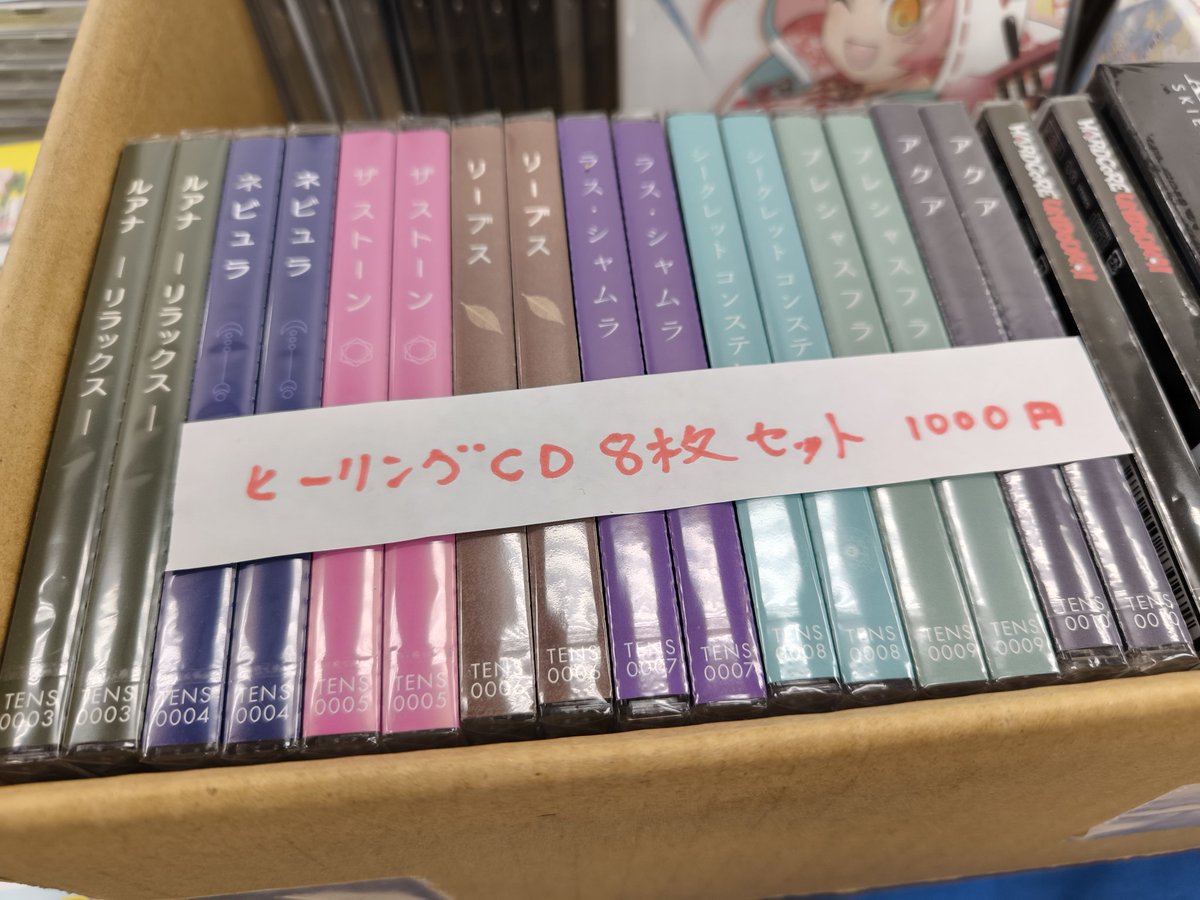 ルアナ ーリラックスー
ルアナ ーリラックスー
ネビュラ
ネビュラ
ザストーン
ザストーン
リーブス
リーブス
ラス・シャムラ
ラス・シャムラ
シークレット コンステ
シークレット コンステ
プレシャスフラ
プレシャスフラ
アクア
アクア
WORDCORE
WORDCORE
SKIE
ヒーリングCD 8枚セット 1000円
TENS
0003
TENS
0003
TENS
0004
TENS
0004
TENS
0005
TENS
0005
TENS
0006
TENS
0006
TENS
0007
TENS
0007
TENS
0008
TENS
0008
TENS
0009
TENS
0009
TENS
0010
TENS
0010